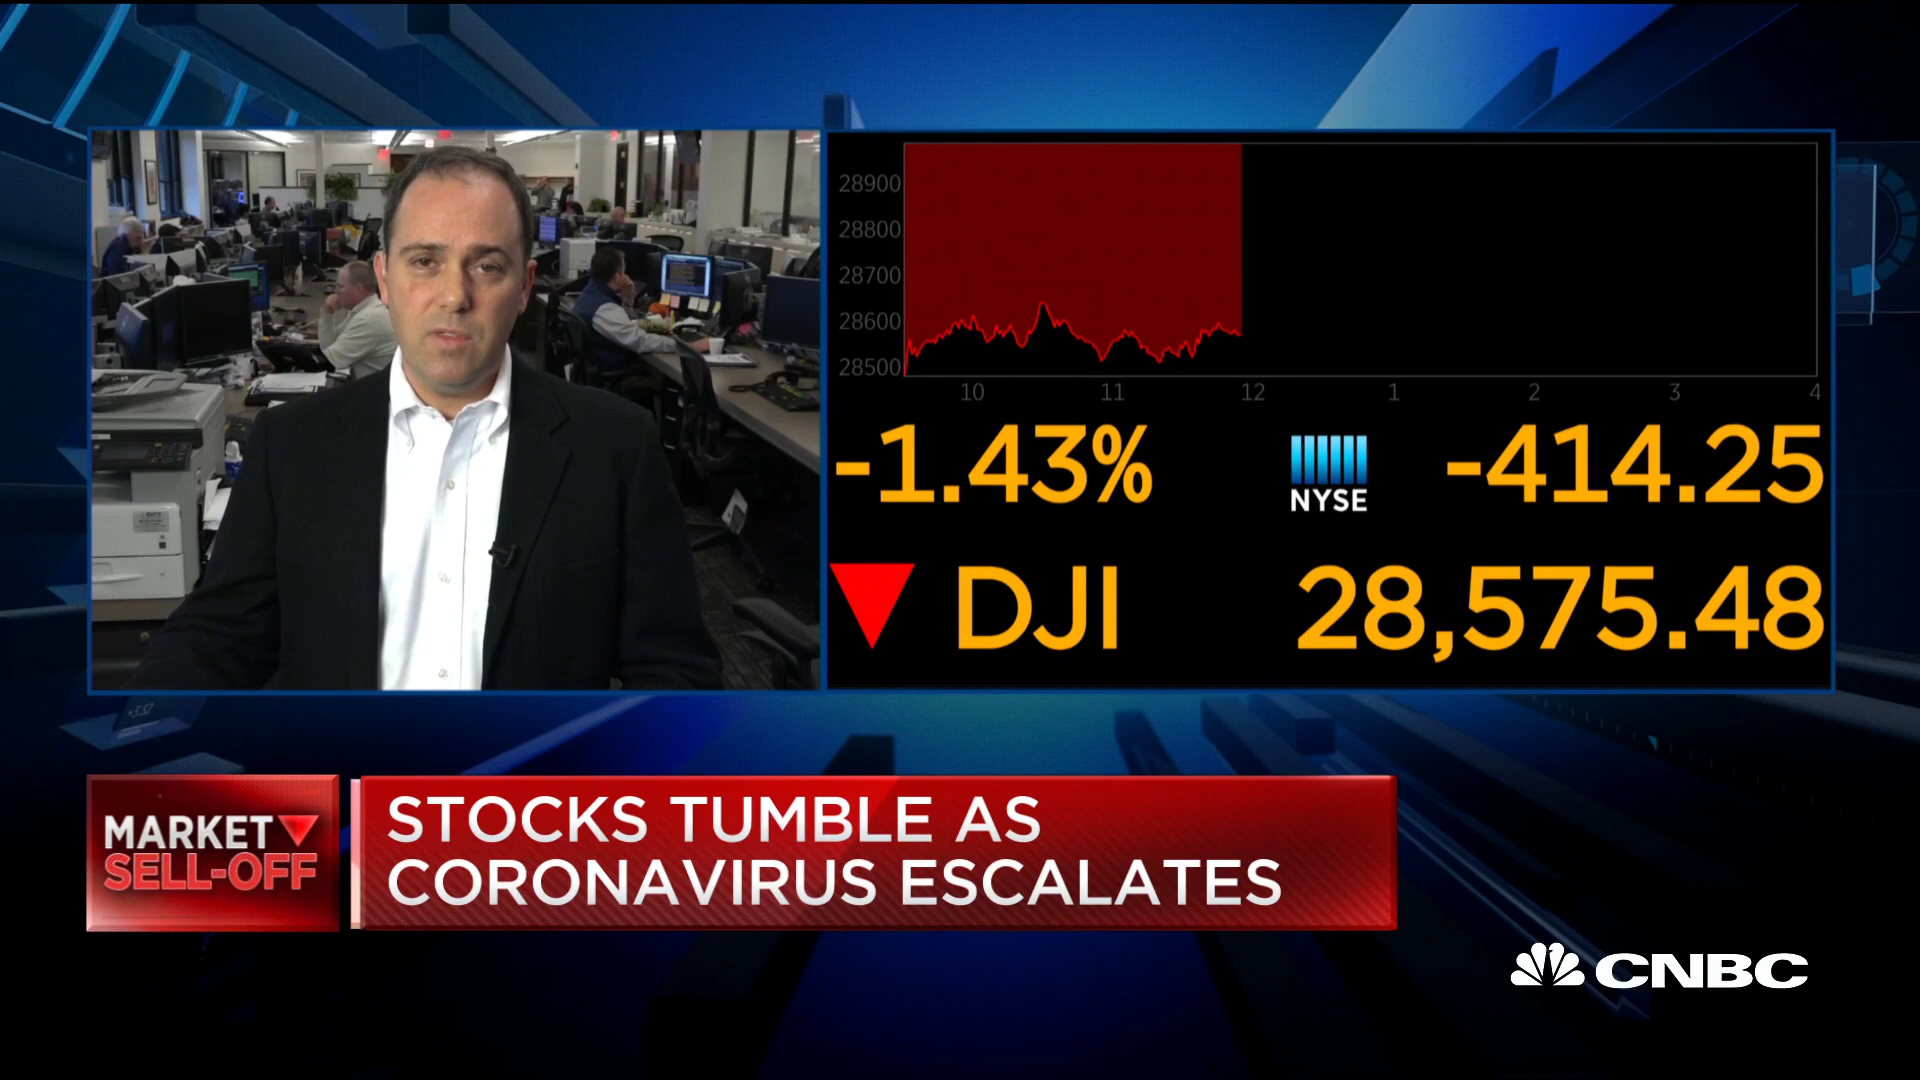 28900
28800
28700
28600
28500
10 11 12 1 2 3 4
-1.43% NYSE -414.25
DJI 28,575.48
MARKET
SELL-OFF
STOCKS TUMBLE AS
CORONAVIRUS ESCALATES
CNBC